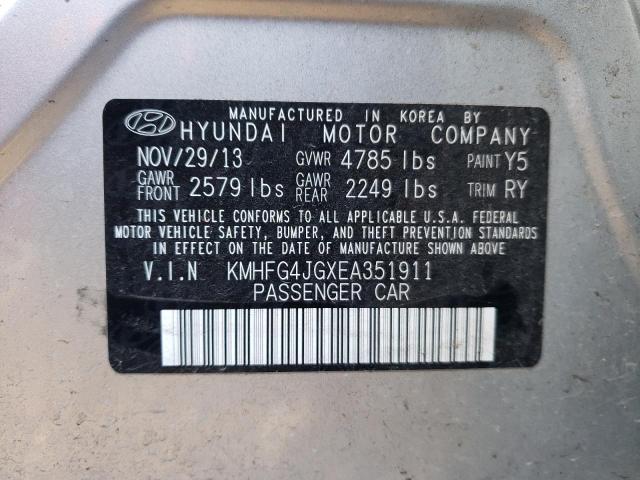 MANUFACTURED IN KOREA BY
HYUNDAI MOTOR COMPANY
NOV/29/13 GVWR 4785 lbs PAINT Y5
GAWR FRONT 2579 lbs GAWR REAR 2249 lbs TRIM RY
THIS VEHICLE CONFORMS TO ALL APPLICABLE U.S.A. FEDERAL
MOTOR VEHICLE SAFETY, BUMPER, AND THEFT PREVENTION STANDARDS
IN EFFECT ON THE DATE OF MANUFACTURE SHOWN ABOVE
V.I.N KMHFG4JGXEA351911
PASSENGER CAR